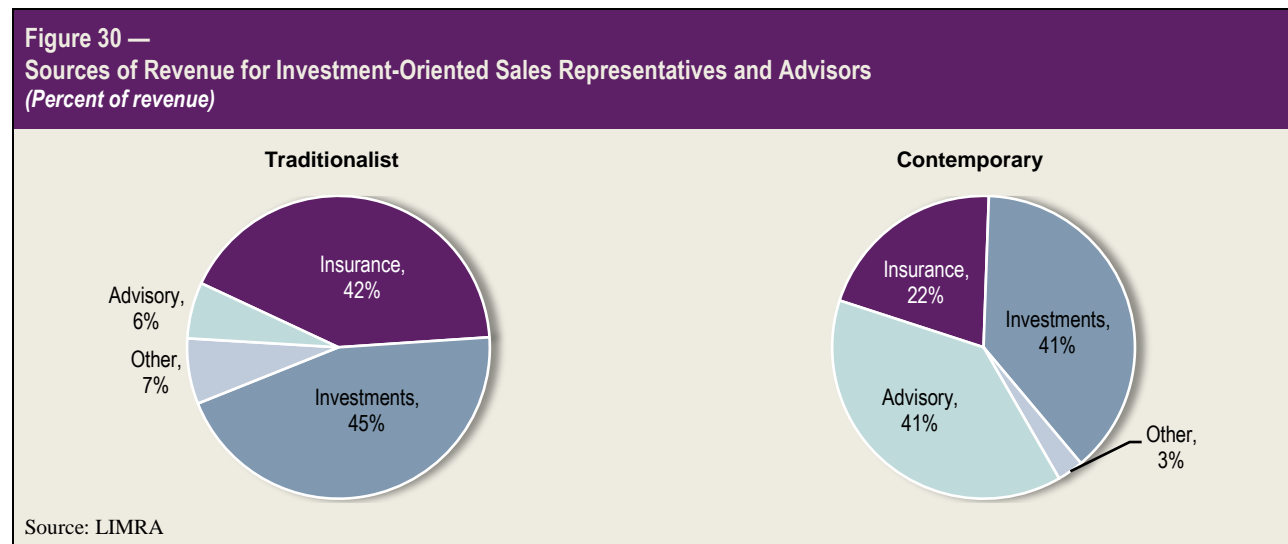 Figure 30 —
Sources of Revenue for Investment-Oriented Sales Representatives and Advisors
(Percent of revenue)
Traditionalist
Insurance,
42%
Advisory,
6%
Other,
7%
Investments,
45%
Contemporary
Insurance,
22%
Investments,
41%
Advisory,
41%
Other,
3%
Source: LIMRA